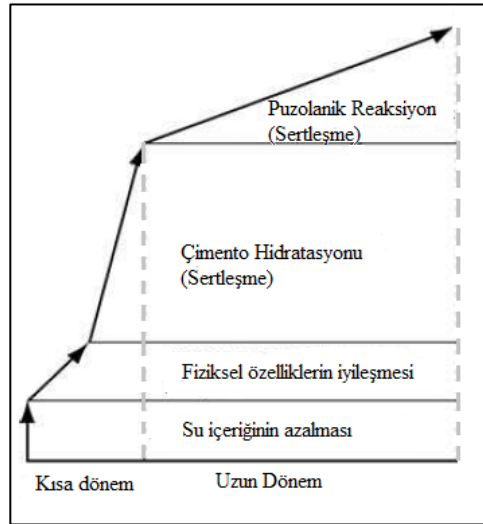 Puzolanik Reaksiyon
(Sertleşme)
Çimento Hidratasyonu
(Sertleşme)
Fiziksel özelliklerin iyileşmesi
Su içeriğinin azalması
Kısa dönem
Uzun Dönem